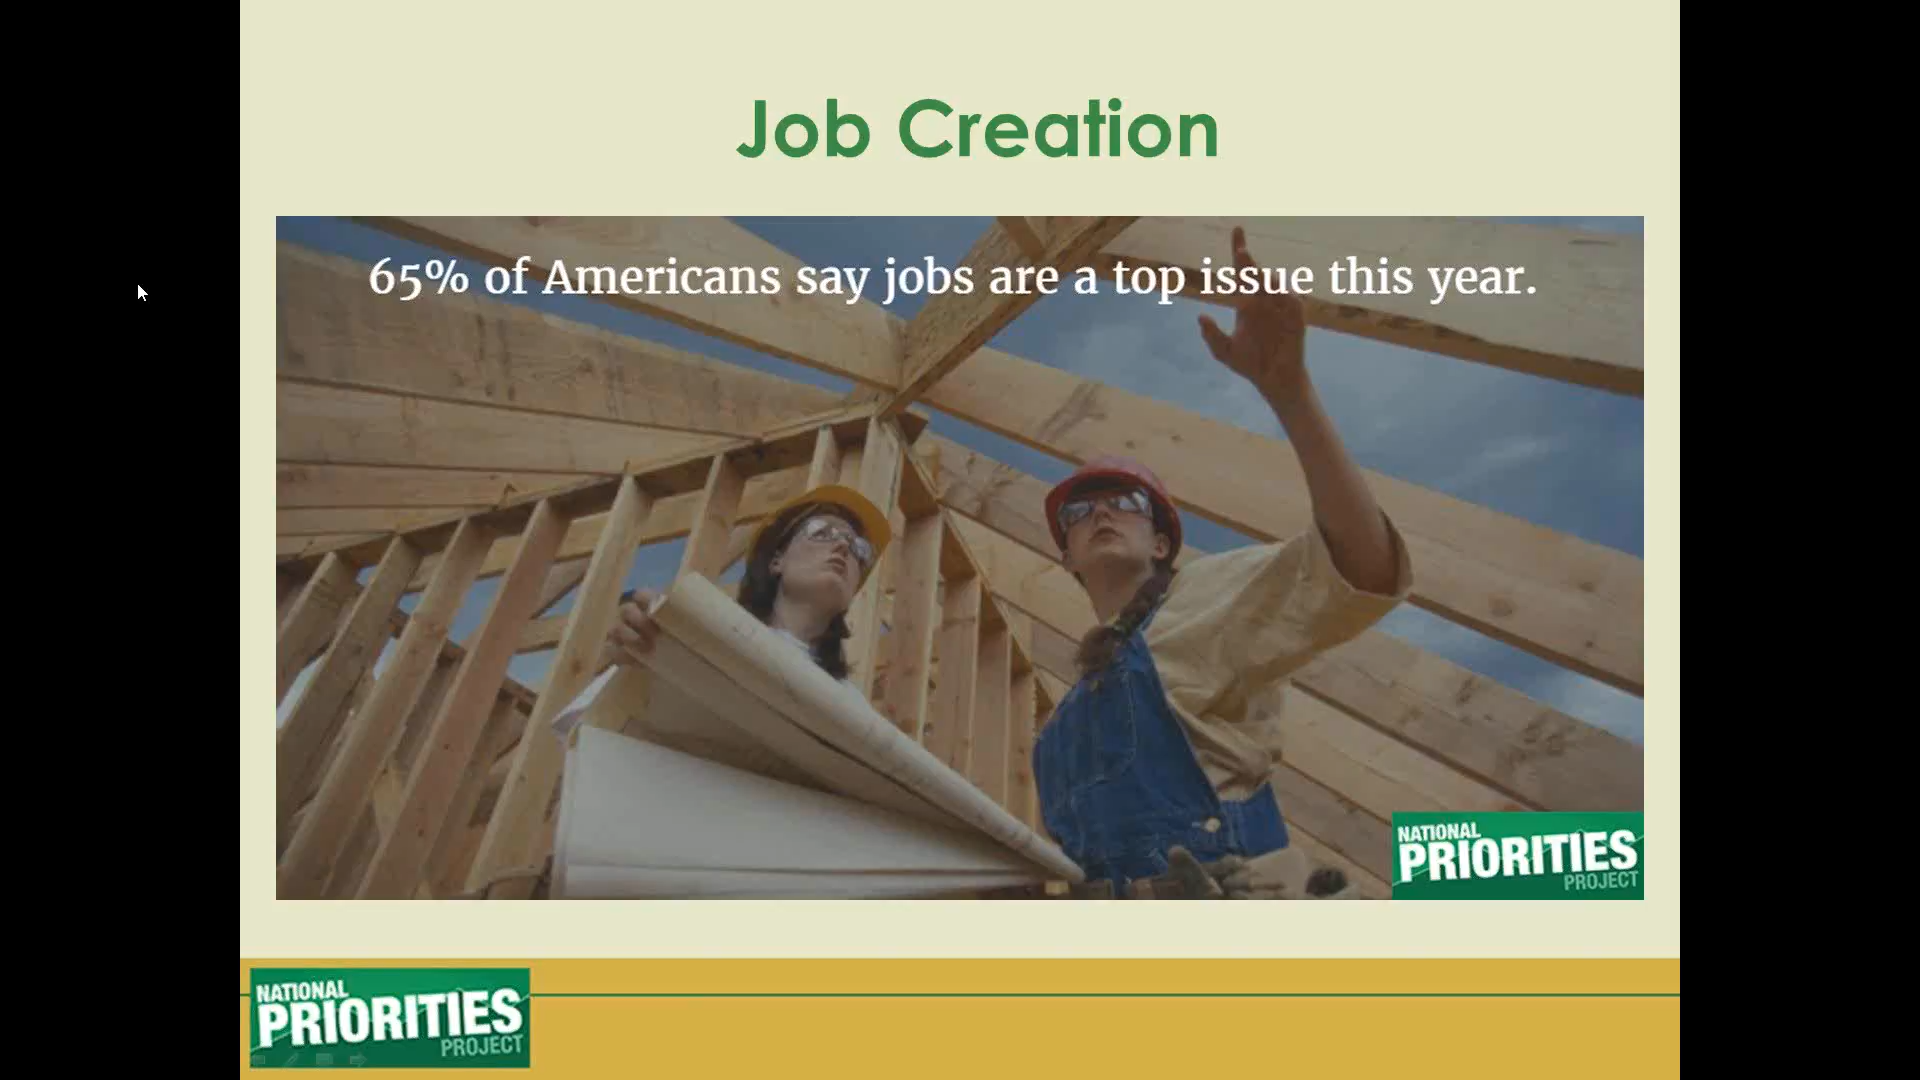 Job Creation
65% of Americans say jobs are a top issue this year.
NATIONAL
PRIORITIES
PROJECT
NATIONAL
PRIORITIES
PROJECT